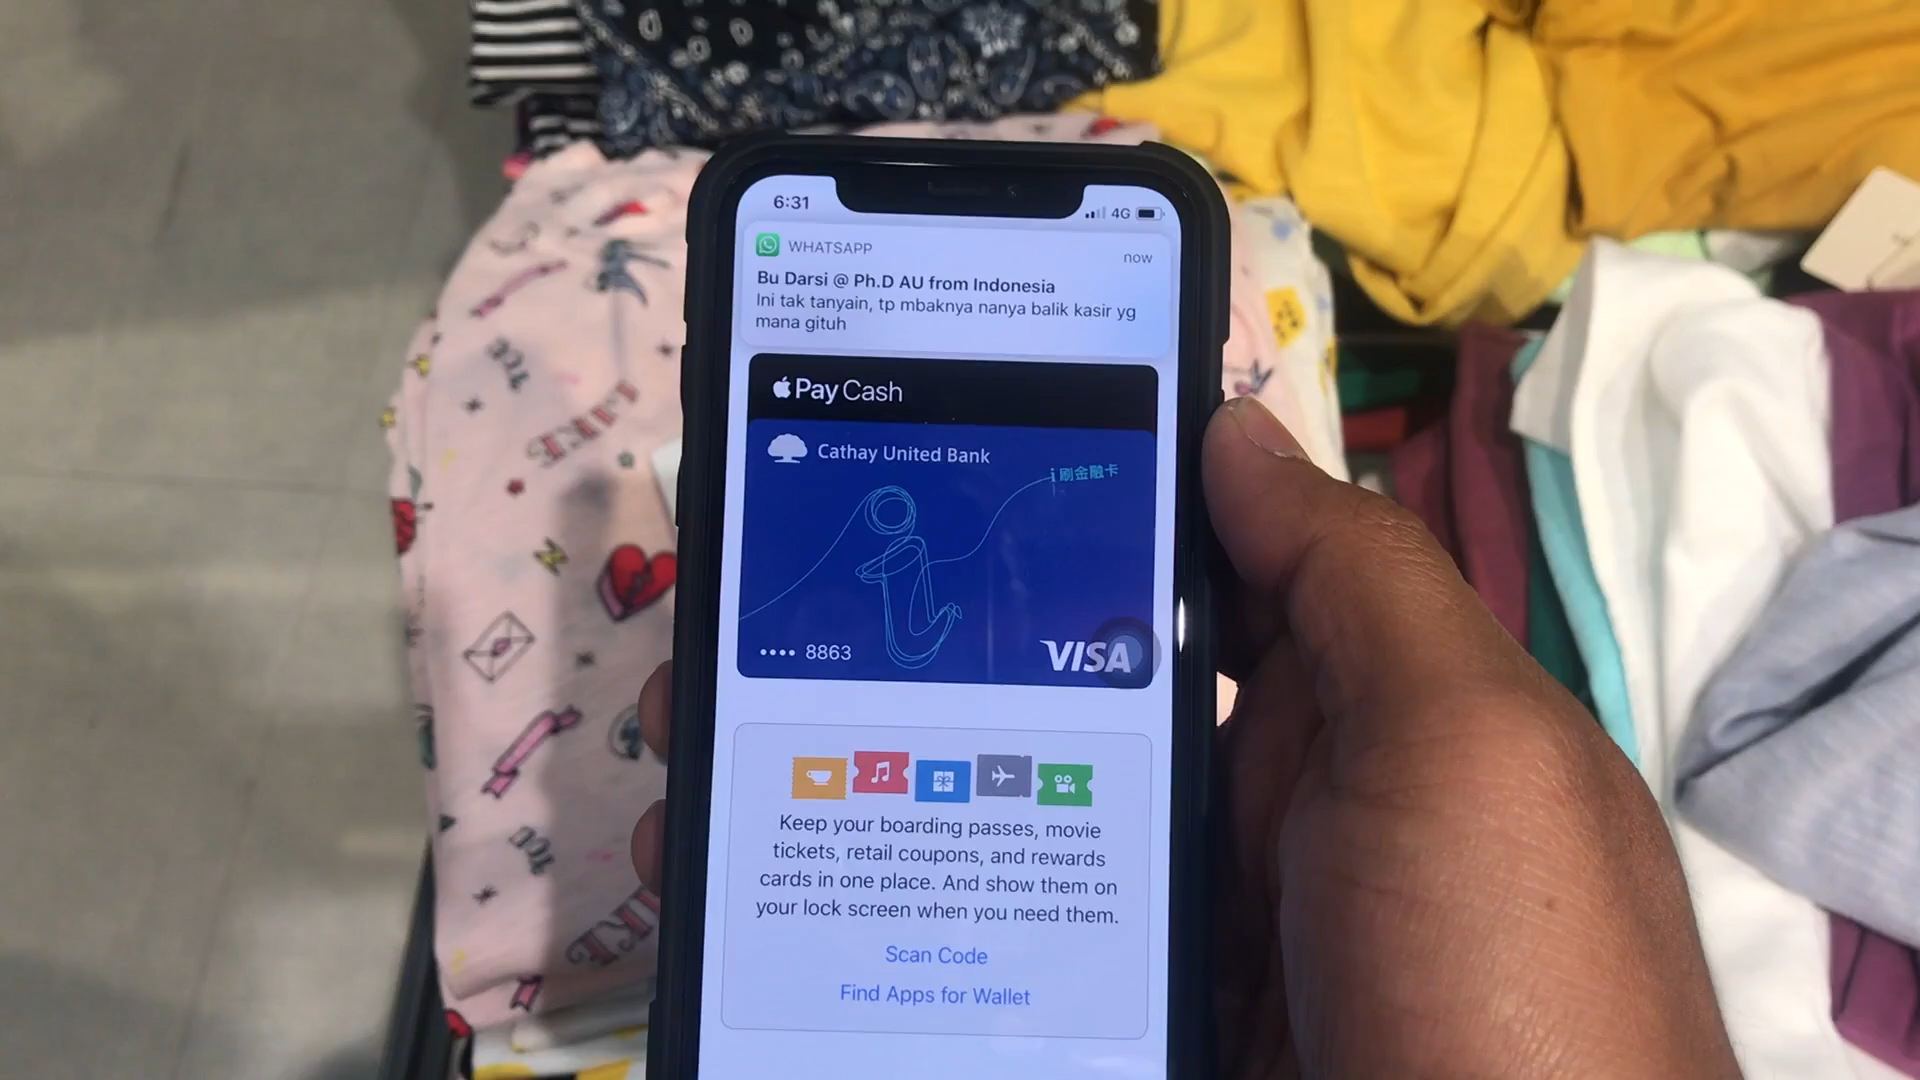 6:31
4G
WHATSAPP
now
Bu Darsi @ Ph.D AU from Indonesia
Ini tak tanyain, tp mbaknya nanya balik kasir yg
mana gituh
Pay Cash
Cathay United Bank
i刷金融卡
•••• 8863
VISA
Keep your boarding passes, movie
tickets, retail coupons, and rewards
cards in one place. And show them on
your lock screen when you need them.
Scan Code
Find Apps for Wallet